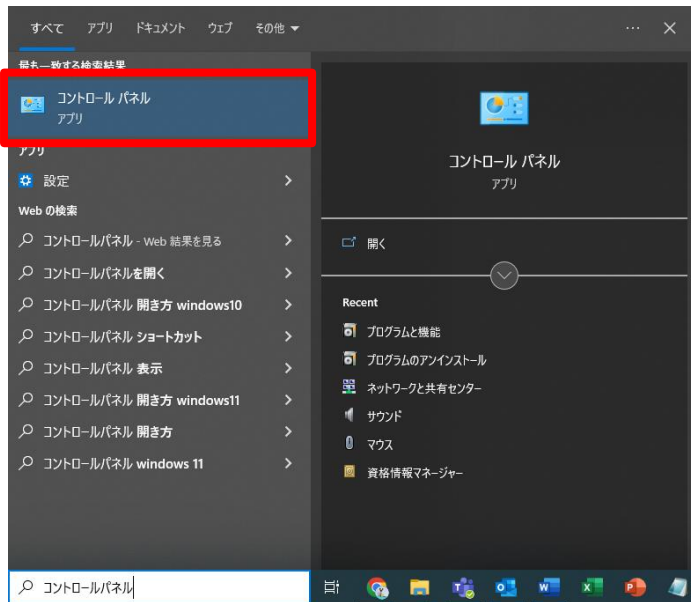 すべて アプリ ドキュメント ウェブ その他
最も一致する検索結果
コントロール パネル
アプリ
アプリ
設定
Web の検索
コントロールパネル - Web 結果を見る
コントロールパネルを開く
コントロールパネル 開き方 windows10
コントロールパネル ショートカット
コントロールパネル 表示
コントロールパネル 開き方 windows11
コントロールパネル 開き方
コントロールパネル windows 11
コントロール パネル
アプリ
開く
Recent
プログラムと機能
プログラムのアンインストール
ネットワークと共有センター
サウンド
マウス
資格情報マネージャー
コントロールパネル